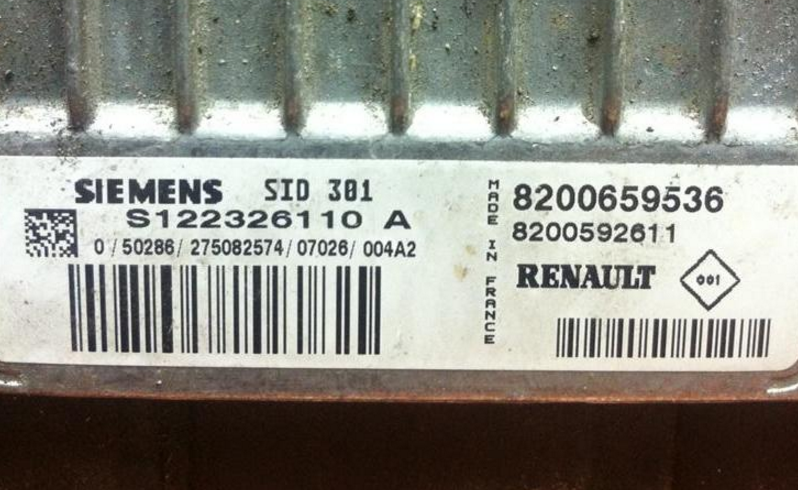 SIEMENS SID 301
S122326110 A
0/50286/275082574/07026/004A2
MADE IN FRANCE
8200659536
8200592611
RENAULT 001